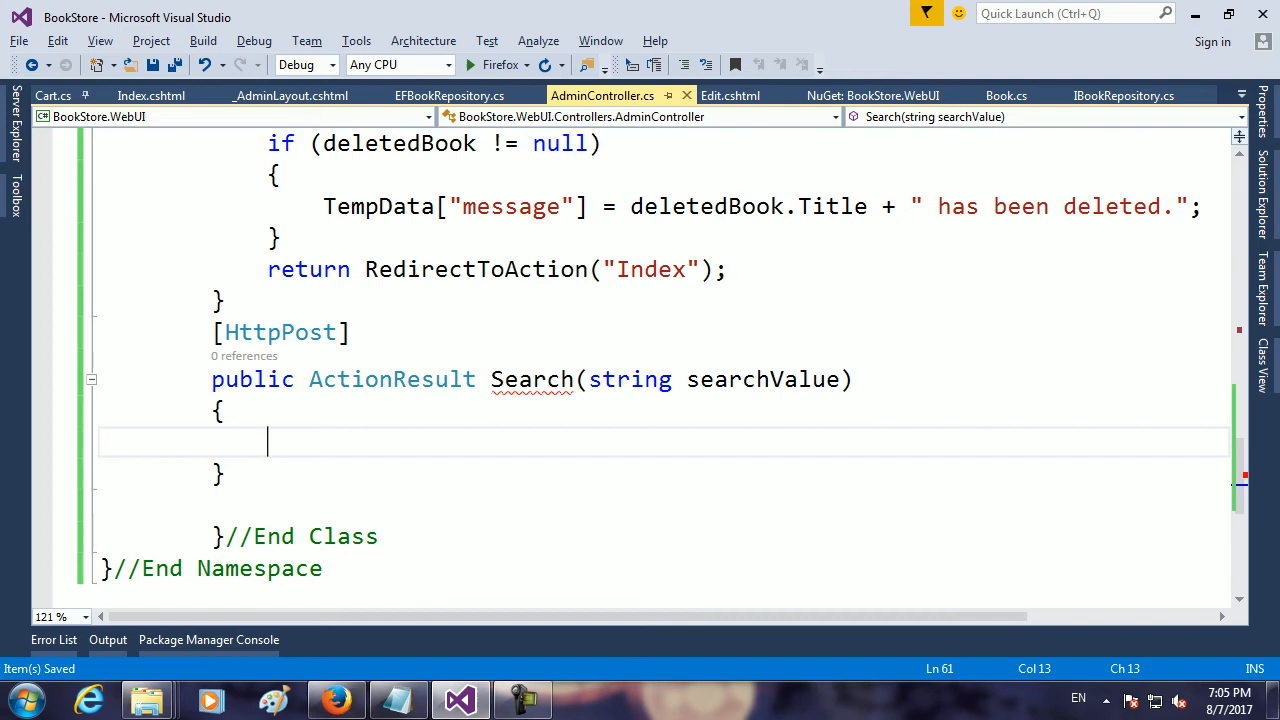 BookStore - Microsoft Visual Studio
Quick Launch (Ctrl+Q)
File Edit View Project Build Debug Team Tools Architecture Test Analyze Window Help
Sign in
Debug Any CPU Firefox
Cart.cs Index.cshtml _AdminLayout.cshtml EFBookRepository.cs AdminController.cs Edit.cshtml NuGet: BookStore.WebUI Book.cs IBookRepository.cs
BookStore.WebUI BookStore.WebUI.Controllers.AdminController Search(string searchValue)
Server Explorer
Toolbox
Properties
Solution Explorer
Team Explorer
Class View
if (deletedBook != null)
{
TempData["message"] = deletedBook.Title + " has been deleted.";
}
return RedirectToAction("Index");
}
[HttpPost]
0 references
public ActionResult Search(string searchValue)
{
}
}//End Class
}//End Namespace
121 %
Error List Output Package Manager Console
Item(s) Saved Ln 61 Col 13 Ch 13 INS
EN
7:05 PM
8/7/2017